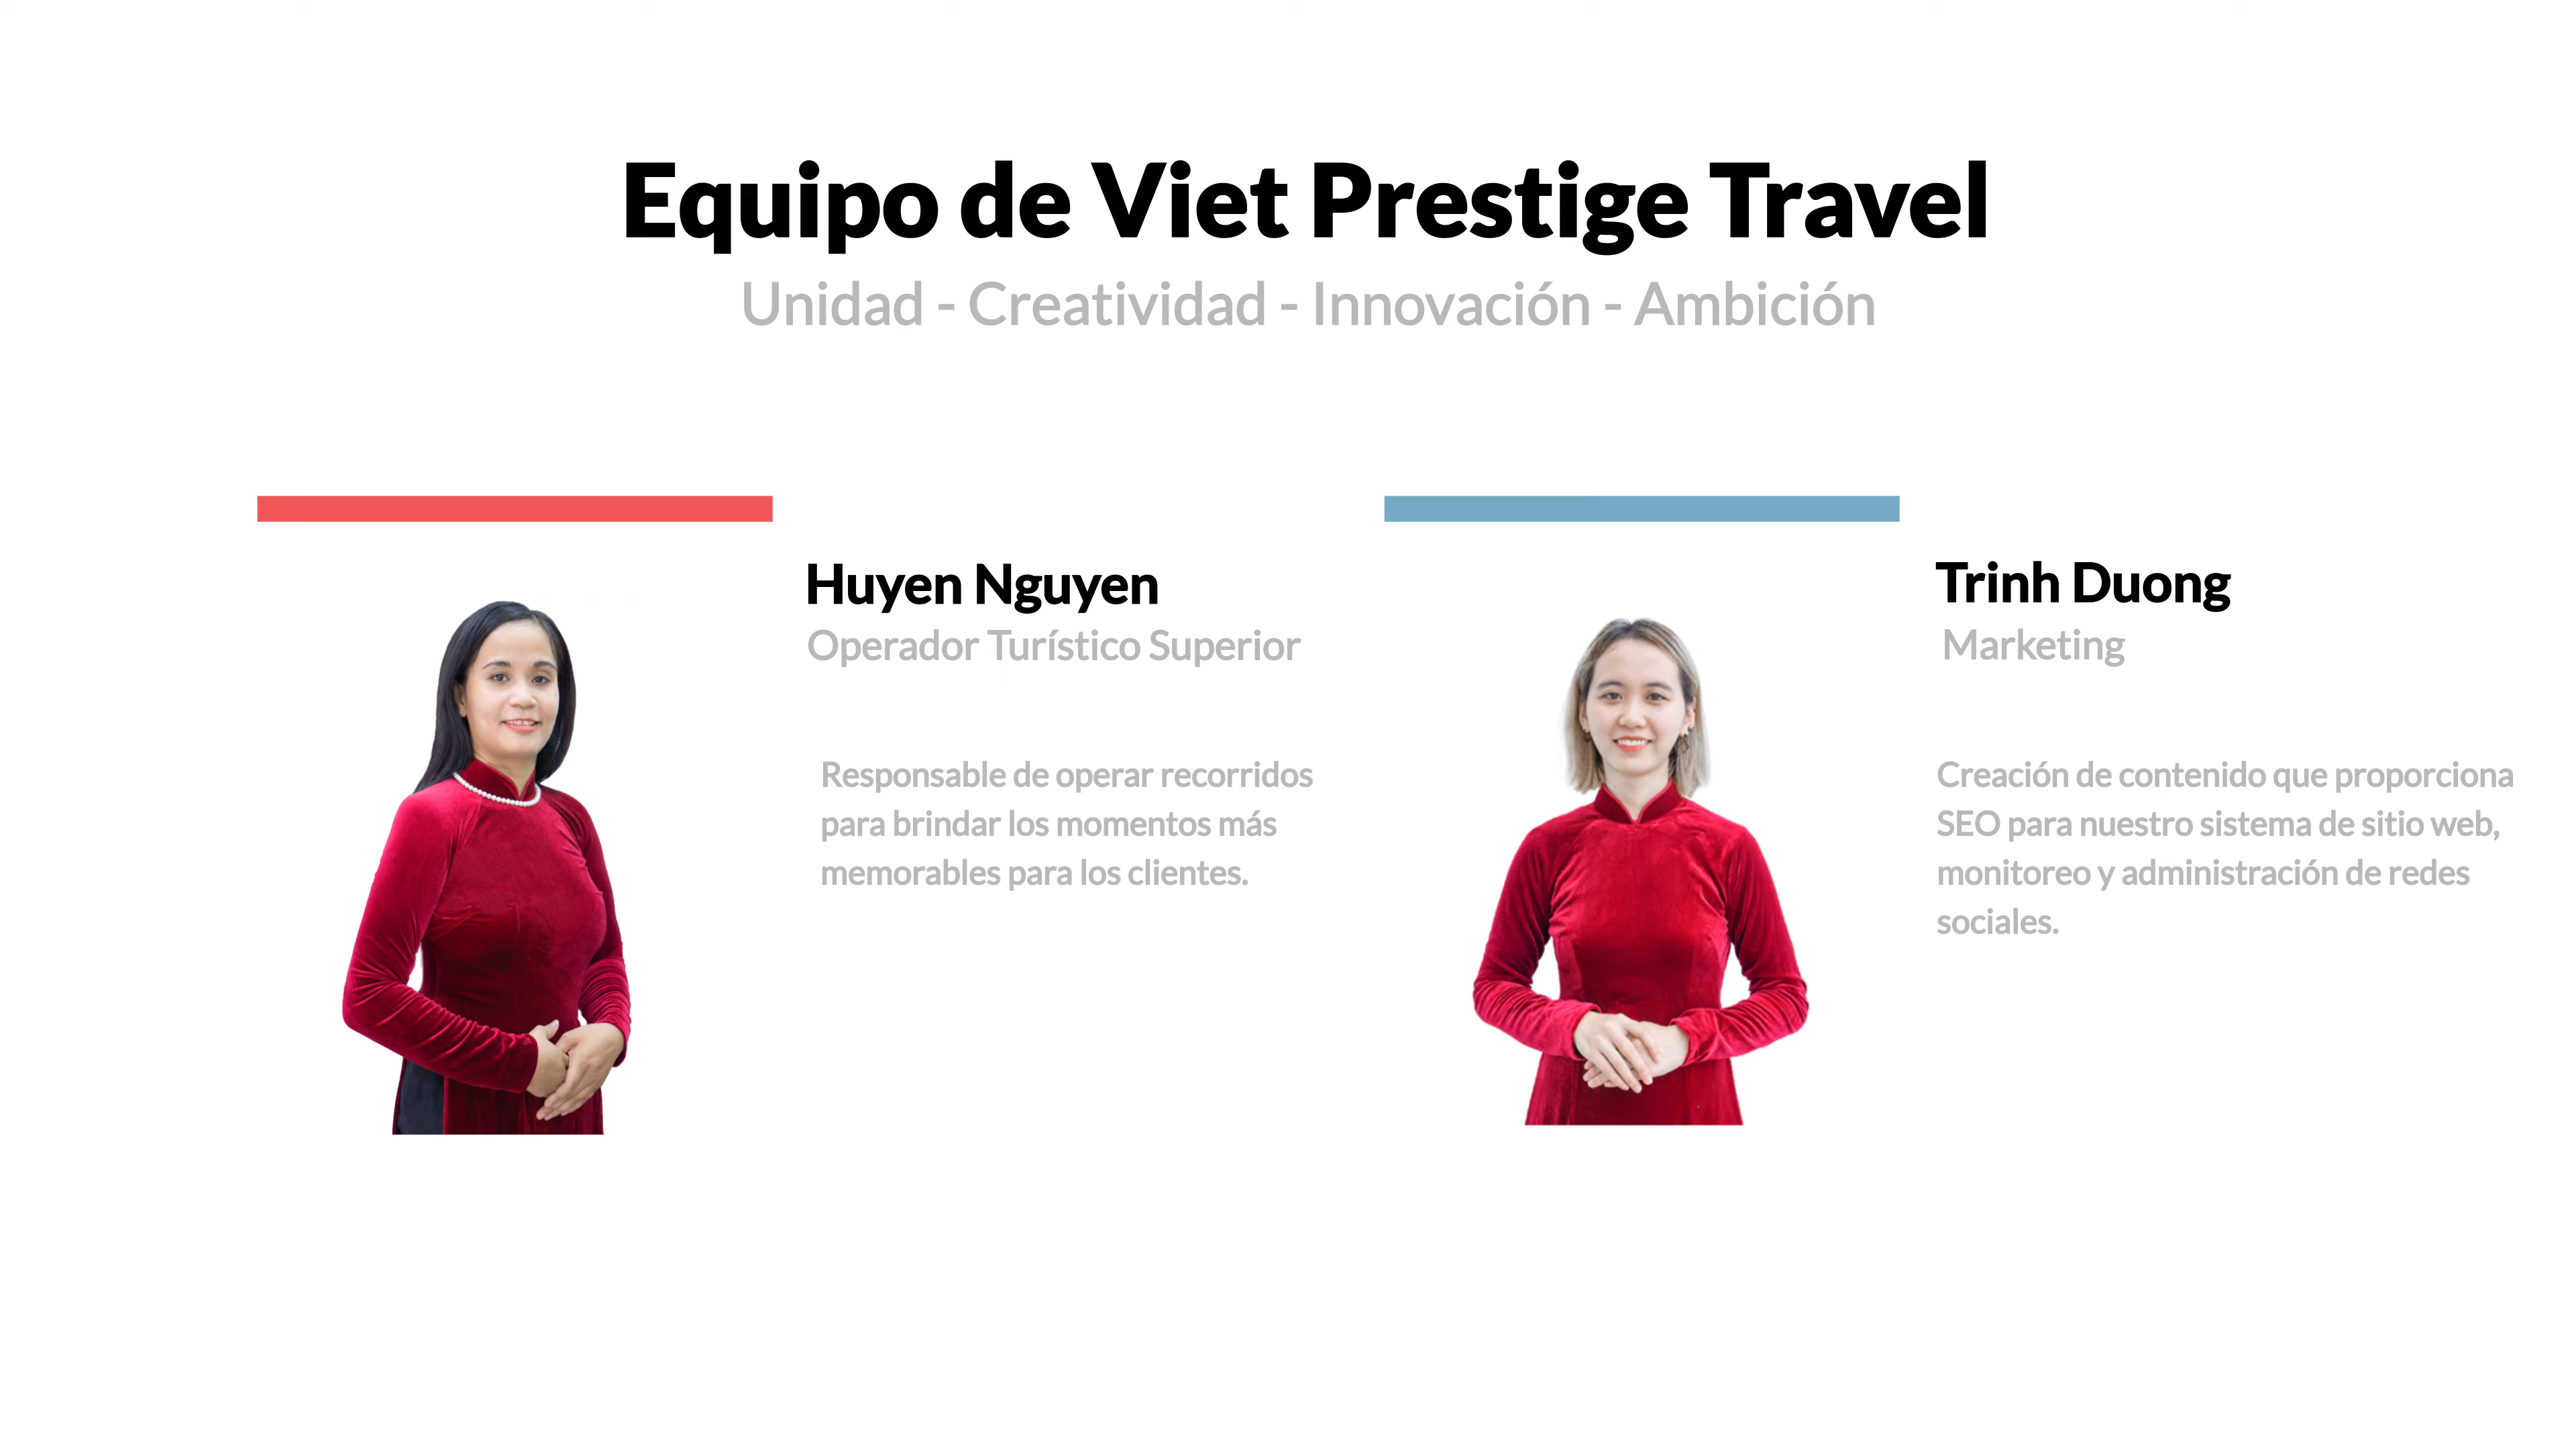 Equipo de Viet Prestige Travel
Unidad - Creatividad - Innovación - Ambición
Huyen Nguyen
Operador Turístico Superior
Responsable de operar recorridos
para brindar los momentos más
memorables para los clientes.
Trinh Duong
Marketing
Creación de contenido que proporciona
SEO para nuestro sistema de sitio web,
monitoreo y administración de redes
sociales.